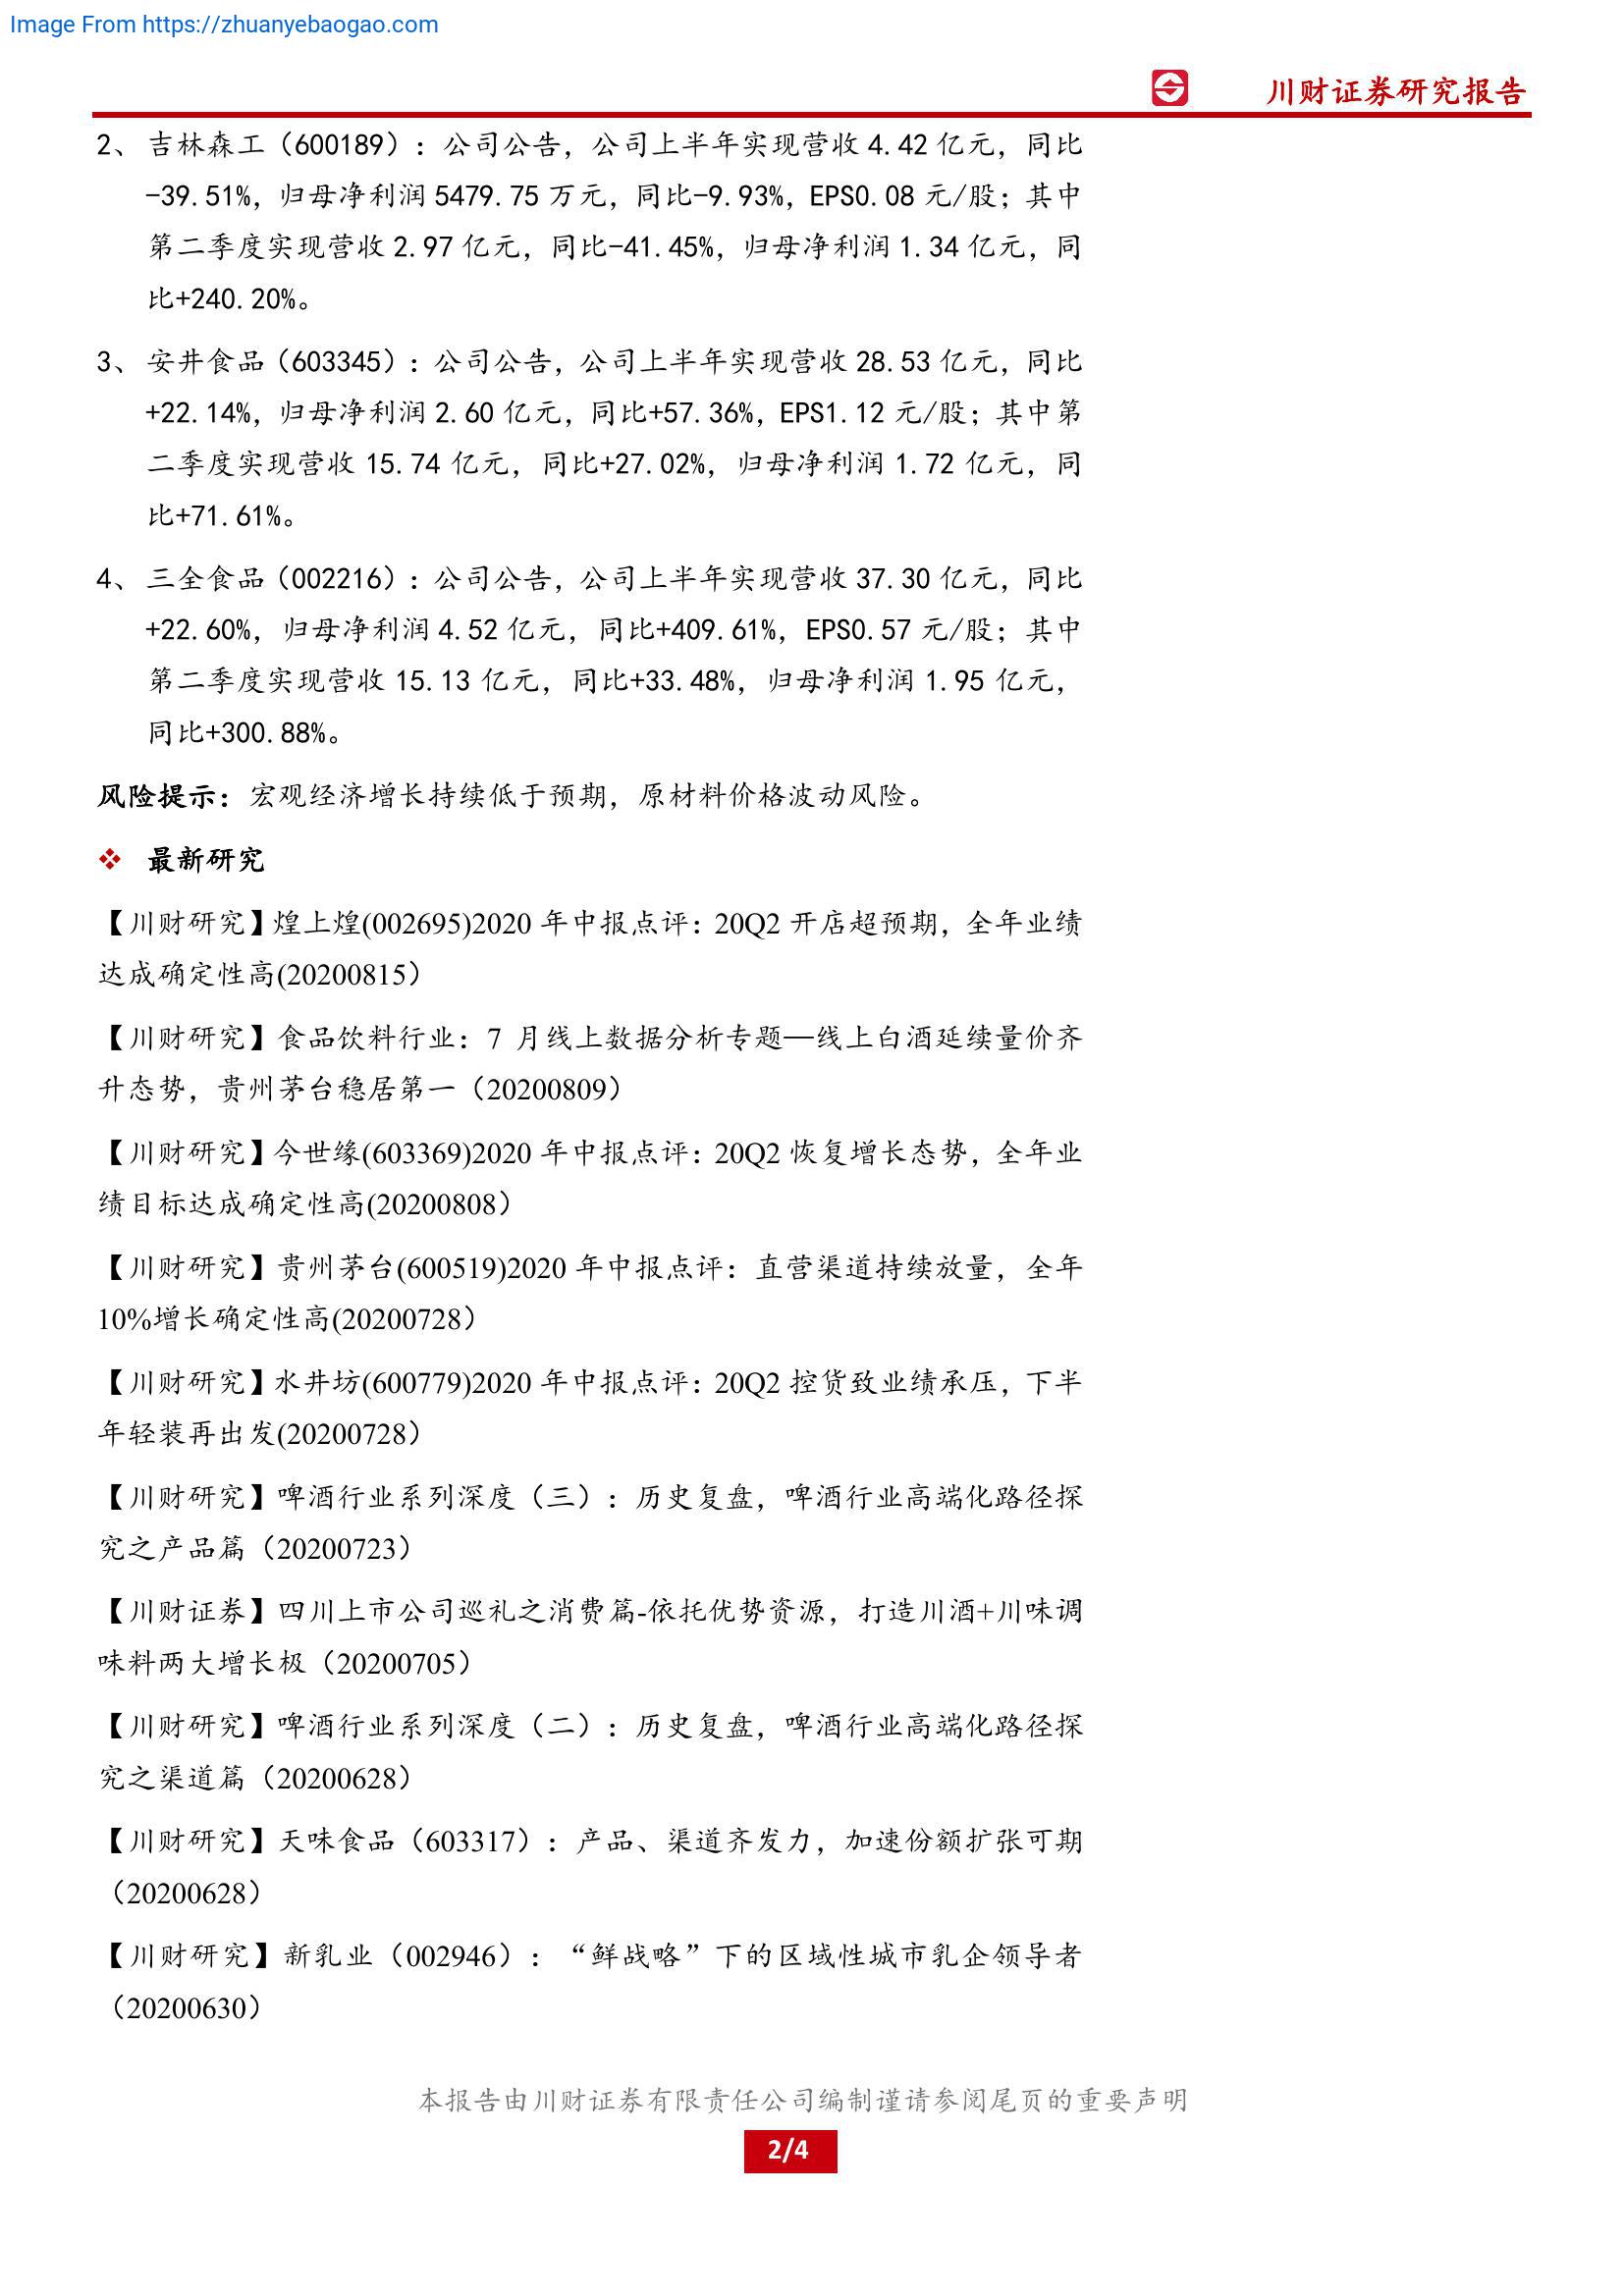 Image From https://zhuanyebaogao.com
川财证券研究报告
2、 吉林森工（600189）：公司公告，公司上半年实现营收 4.42 亿元，同比
-39.51%，归母净利润 5479.75 万元，同比-9.93%，EPS0.08 元/股；其中
第二季度实现营收 2.97 亿元，同比-41.45%，归母净利润 1.34 亿元，同
比+240.20%。
3、 安井食品（603345）：公司公告，公司上半年实现营收 28.53 亿元，同比
+22.14%，归母净利润 2.60 亿元，同比+57.36%，EPS1.12 元/股；其中第
二季度实现营收 15.74 亿元，同比+27.02%，归母净利润 1.72 亿元，同
比+71.61%。
4、 三全食品（002216）：公司公告，公司上半年实现营收 37.30 亿元，同比
+22.60%，归母净利润 4.52 亿元，同比+409.61%，EPS0.57 元/股；其中
第二季度实现营收 15.13 亿元，同比+33.48%，归母净利润 1.95 亿元，
同比+300.88%。
风险提示：宏观经济增长持续低于预期，原材料价格波动风险。
❖ 最新研究
【川财研究】煌上煌(002695)2020 年中报点评：20Q2 开店超预期，全年业绩
达成确定性高(20200815）
【川财研究】食品饮料行业：7 月线上数据分析专题—线上白酒延续量价齐
升态势，贵州茅台稳居第一（20200809）
【川财研究】今世缘(603369)2020 年中报点评：20Q2 恢复增长态势，全年业
绩目标达成确定性高(20200808）
【川财研究】贵州茅台(600519)2020 年中报点评：直营渠道持续放量，全年
10%增长确定性高(20200728）
【川财研究】水井坊(600779)2020 年中报点评：20Q2 控货致业绩承压，下半
年轻装再出发(20200728）
【川财研究】啤酒行业系列深度（三）：历史复盘，啤酒行业高端化路径探
究之产品篇（20200723）
【川财证券】四川上市公司巡礼之消费篇-依托优势资源，打造川酒+川味调
味料两大增长极（20200705）
【川财研究】啤酒行业系列深度（二）：历史复盘，啤酒行业高端化路径探
究之渠道篇（20200628）
【川财研究】天味食品（603317）：产品、渠道齐发力，加速份额扩张可期
（20200628）
【川财研究】新乳业（002946）：“鲜战略”下的区域性城市乳企领导者
（20200630）
本报告由川财证券有限责任公司编制谨请参阅尾页的重要声明
2/4